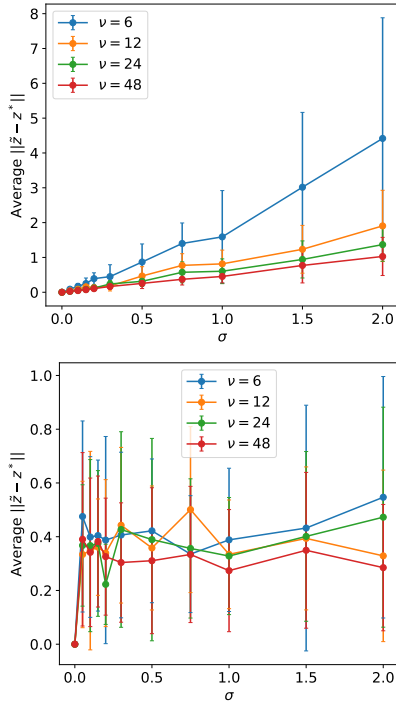 8
7
6
5
4
3
2
1
0
Average ||z̃ − z*||
ν = 6
ν = 12
ν = 24
ν = 48
0.0 0.5 1.0 1.5 2.0
σ
1.0
0.8
0.6
0.4
0.2
0.0
Average ||z̃ − z*||
ν = 6
ν = 12
ν = 24
ν = 48
0.0 0.5 1.0 1.5 2.0
σ